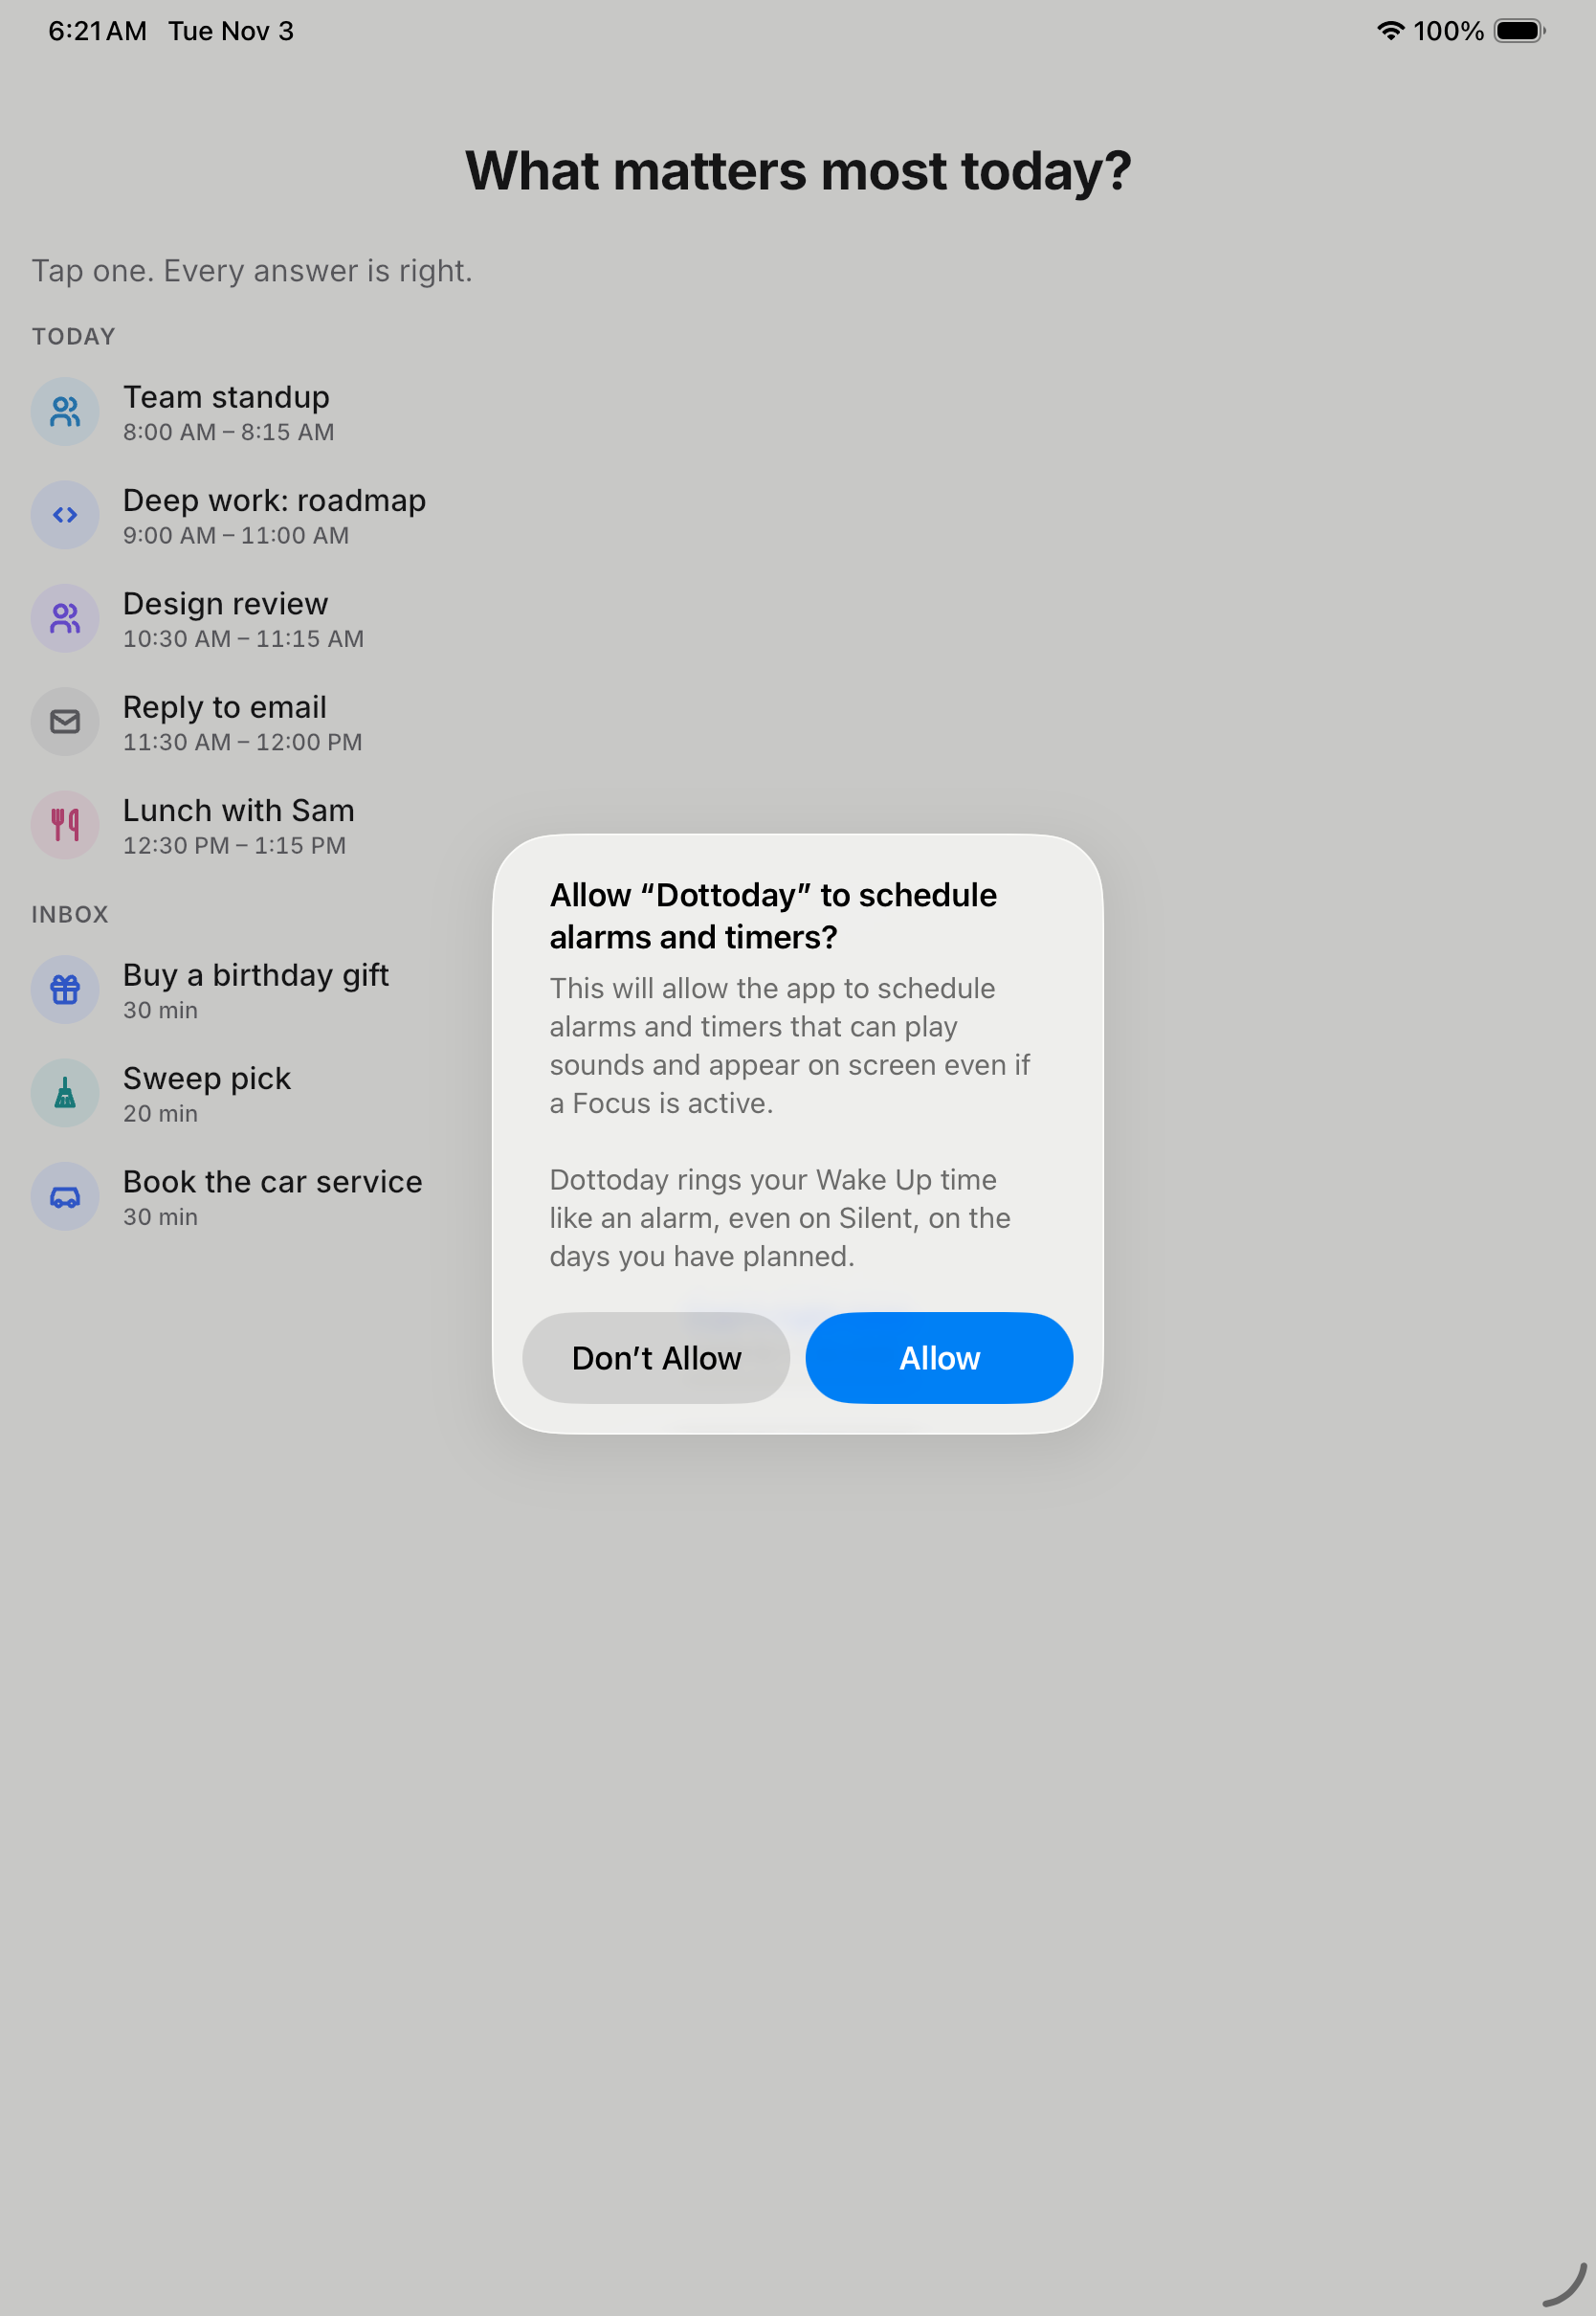 6:21 AM Tue Nov 3
100%
What matters most today?
Tap one. Every answer is right.
TODAY
Team standup
8:00 AM – 8:15 AM
Deep work: roadmap
9:00 AM – 11:00 AM
Design review
10:30 AM – 11:15 AM
Reply to email
11:30 AM – 12:00 PM
Lunch with Sam
12:30 PM – 1:15 PM
INBOX
Buy a birthday gift
30 min
Sweep pick
20 min
Book the car service
30 min
Allow “Dottoday” to schedule
alarms and timers?
This will allow the app to schedule
alarms and timers that can play
sounds and appear on screen even if
a Focus is active.
Dottoday rings your Wake Up time
like an alarm, even on Silent, on the
days you have planned.
Don’t Allow
Allow